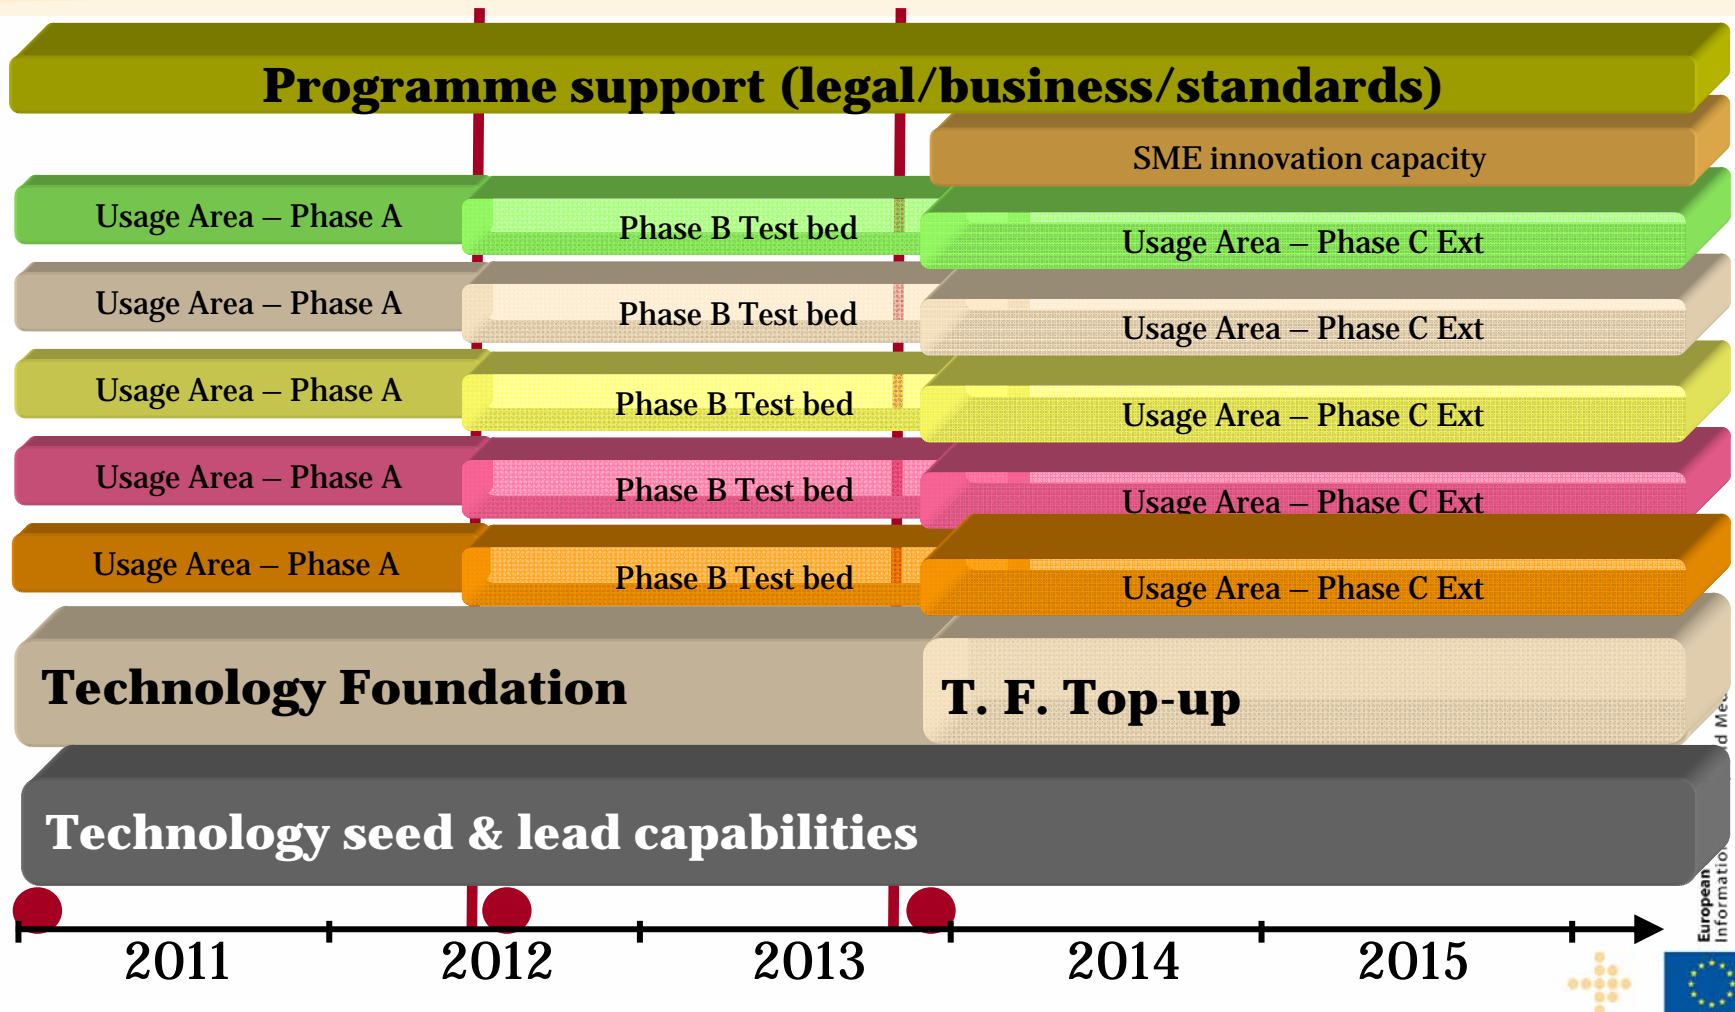 Programme support (legal/business/standards)
SME innovation capacity
Usage Area – Phase A
Phase B Test bed
Usage Area – Phase C Ext
Usage Area – Phase A
Phase B Test bed
Usage Area – Phase C Ext
Usage Area – Phase A
Phase B Test bed
Usage Area – Phase C Ext
Usage Area – Phase A
Phase B Test bed
Usage Area – Phase C Ext
Usage Area – Phase A
Phase B Test bed
Usage Area – Phase C Ext
Technology Foundation
T. F. Top-up
Technology seed & lead capabilities
2011
2012
2013
2014
2015
European